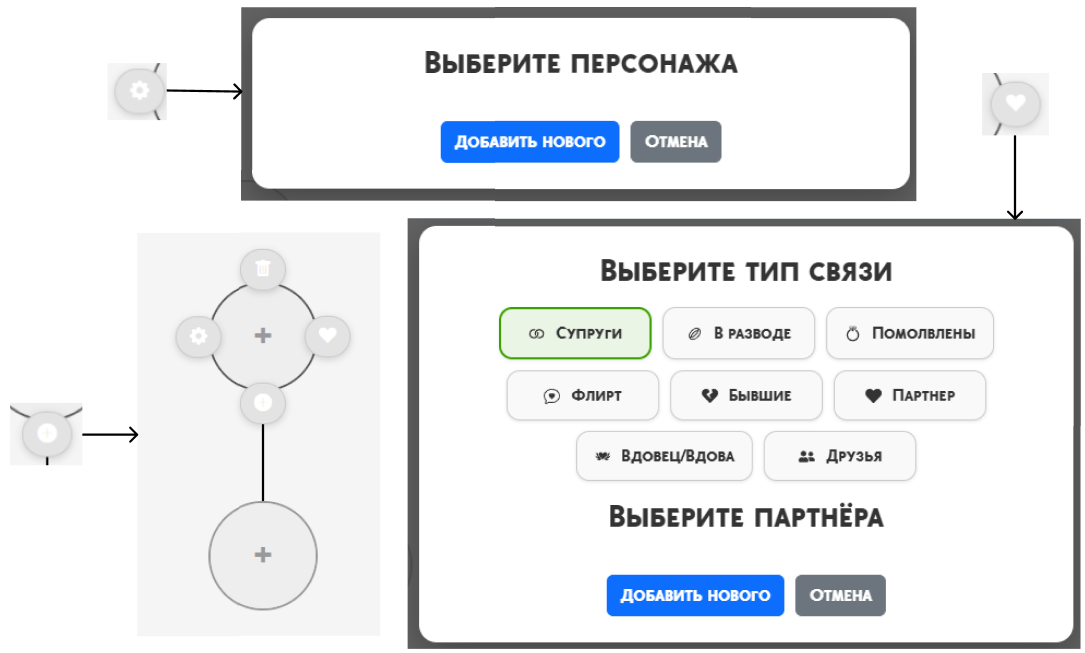 Выберите персонажа
Добавить нового Отмена
Выберите тип связи
Супруги В разводе Помолвлены
Флирт Бывшие Партнер
Вдовец/Вдова Друзья
Выберите партнёра
Добавить нового Отмена